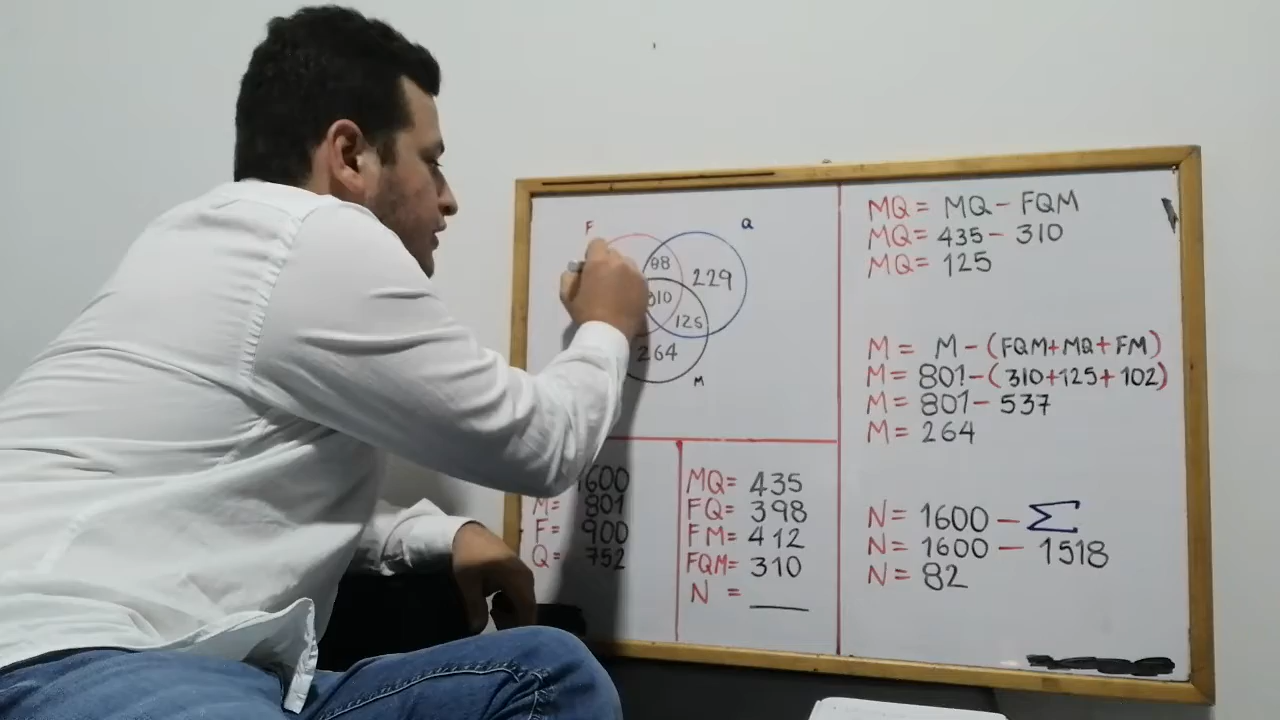 F
Q
88
229
310
125
264
M
1600
M= 801
F= 900
Q= 752
MQ= 435
FQ= 398
FM= 412
FQM= 310
N = ____
MQ= MQ- FQM
MQ= 435- 310
MQ= 125
M= M-(FQM+MQ+FM)
M= 801-(310+125+102)
M= 801- 537
M= 264
N= 1600 - Σ
N= 1600 - 1518
N= 82